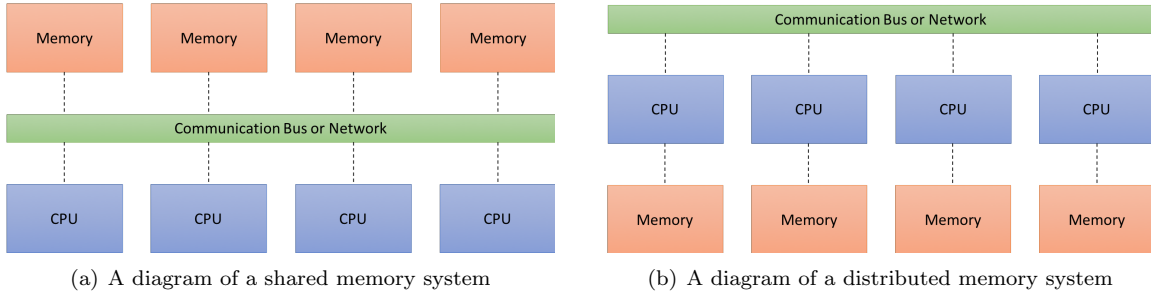 Memory Memory Memory Memory
Communication Bus or Network
CPU CPU CPU CPU
(a) A diagram of a shared memory system
Communication Bus or Network
CPU CPU CPU CPU
Memory Memory Memory Memory
(b) A diagram of a distributed memory system